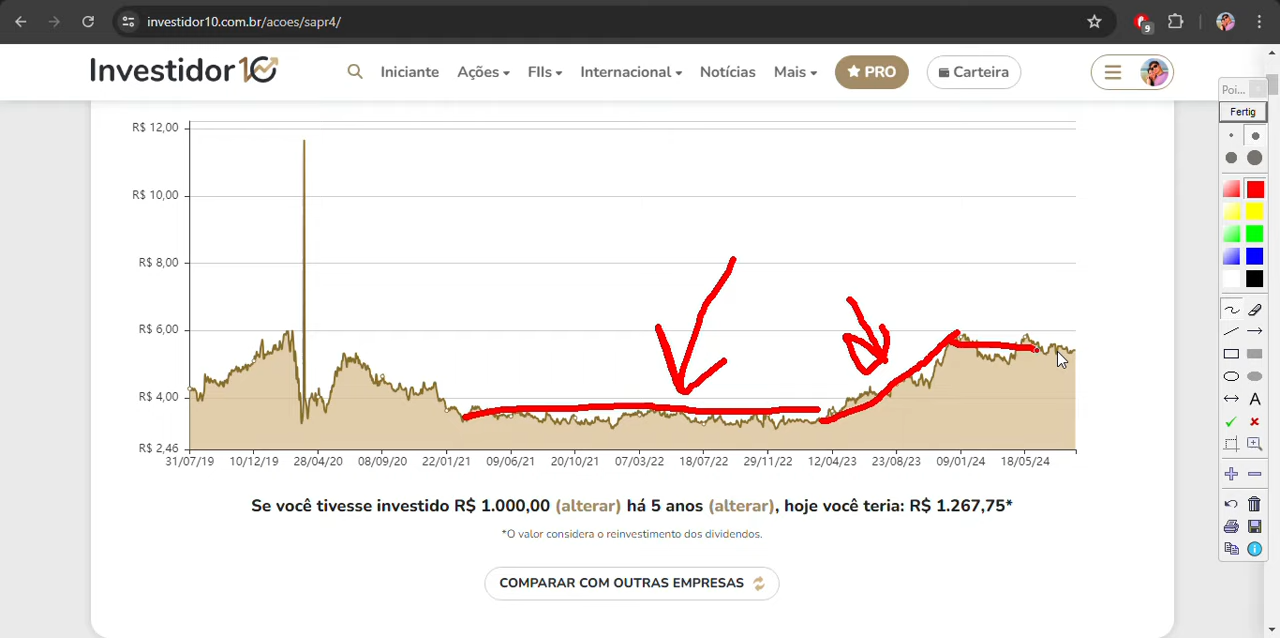 investidor10.com.br/acoes/sapr4/
9
Investidor10
Iniciante Ações FIIs Internacional Notícias Mais PRO Carteira
Poi...
Fertig
R$ 12,00
R$ 10,00
R$ 8,00
R$ 6,00
R$ 4,00
R$ 2,46
31/07/19 10/12/19 28/04/20 08/09/20 22/01/21 09/06/21 20/10/21 07/03/22 18/07/22 29/11/22 12/04/23 23/08/23 09/01/24 18/05/24
A
Se você tivesse investido R$ 1.000,00 (alterar) há 5 anos (alterar), hoje você teria: R$ 1.267,75*
*O valor considera o reinvestimento dos dividendos.
COMPARAR COM OUTRAS EMPRESAS